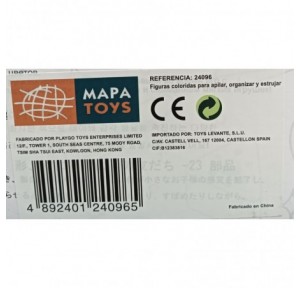 MAPA
TOYS
REFERENCIA: 24096
Figuras coloridas para apilar, organizar y estrujar
CE
FABRICADO POR PLAYGO TOYS ENTERPRISES LIMITED
12/F., TOWER 1, SOUTH SEAS CENTRE, 75 MODY ROAD,
TSIM SHA TSUI EAST, KOWLOON, HONG KONG
IMPORTADO POR: TOYS LEVANTE, S.L.U.
C/AV. CASTELL VELL, 167 12004, CASTELLON SPAIN
Fabricado en China
4 892401 240965